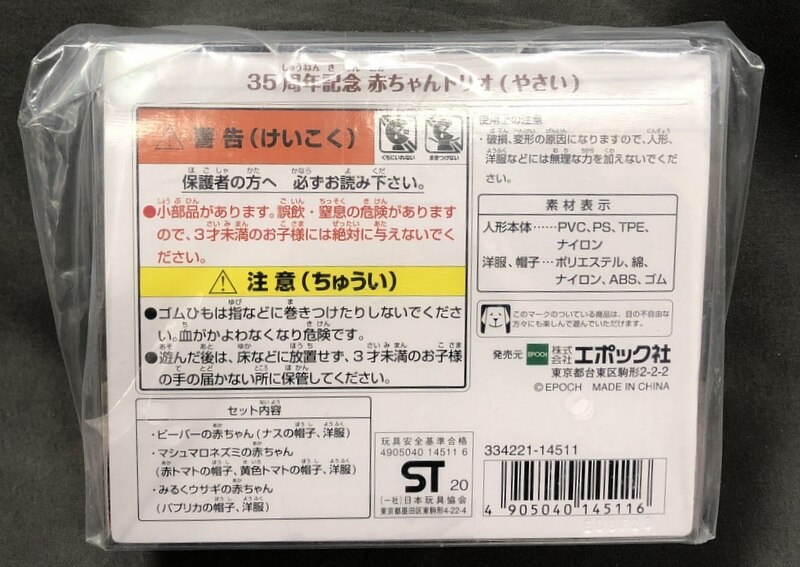 35周年記念 赤ちゃんトリオ(やさい)
警告(けいこく)
くちにいれない
まきつけない
保護者の方へ 必ずお読み下さい。
●小部品があります。誤飲・窒息の危険があります
ので、3才未満のお子様には絶対に与えないでく
ださい。
注意(ちゅうい)
●ゴムひもは指などに巻きつけたりしないでくださ
い。血がかよわなくなり危険です。
●遊んだ後は、床などに放置せず、3才未満のお子様
の手の届かない所に保管してください。
セット内容
・ビーバーの赤ちゃん(ナスの帽子、洋服)
・マシュマロネズミの赤ちゃん
(赤トマトの帽子、黄色トマトの帽子、洋服)
・みるくウサギの赤ちゃん
(パプリカの帽子、洋服)
使用上の注意
・破損、変形の原因になりますので、人形、
洋服などには無理な力を加えないでくだ
さい。
素材表示
人形本体……PVC、PS、TPE、
ナイロン
洋服、帽子…ポリエステル、綿、
ナイロン、ABS、ゴム
このマークのついている商品は、目の不自由な
方々にも楽しんで遊んでいただけます。
発売元 EPOCH 株式会社 エポック社
東京都台東区駒形2-2-2
©EPOCH MADE IN CHINA
玩具安全基準合格
4905040 14511 6
ST 20
(一社)日本玩具協会
東京都墨田区東駒形4-22-4
334221-14511
4 905040 145116